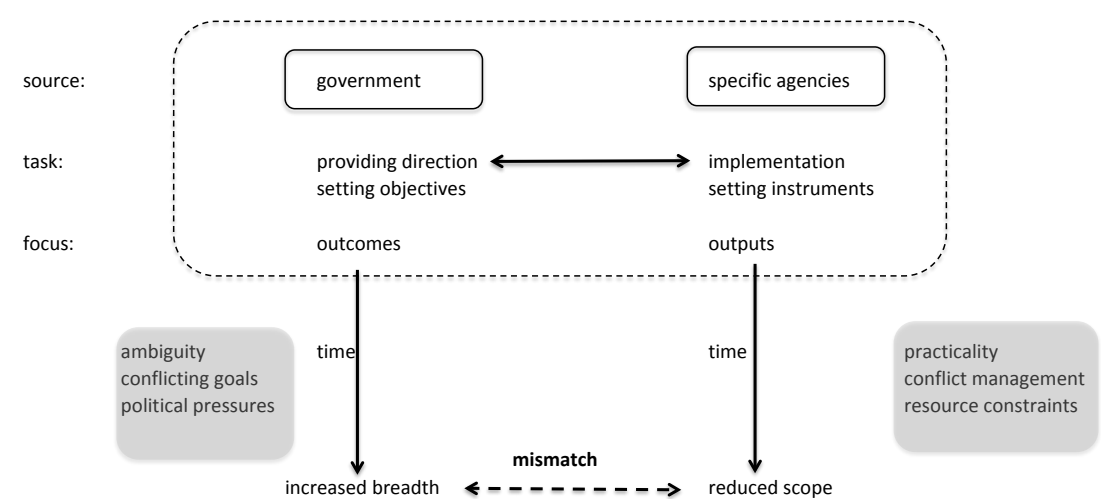 source:
government
specific agencies
task:
providing direction
setting objectives
implementation
setting instruments
focus:
outcomes
outputs
ambiguity
conflicting goals
political pressures
time
time
practicality
conflict management
resource constraints
mismatch
increased breadth
reduced scope